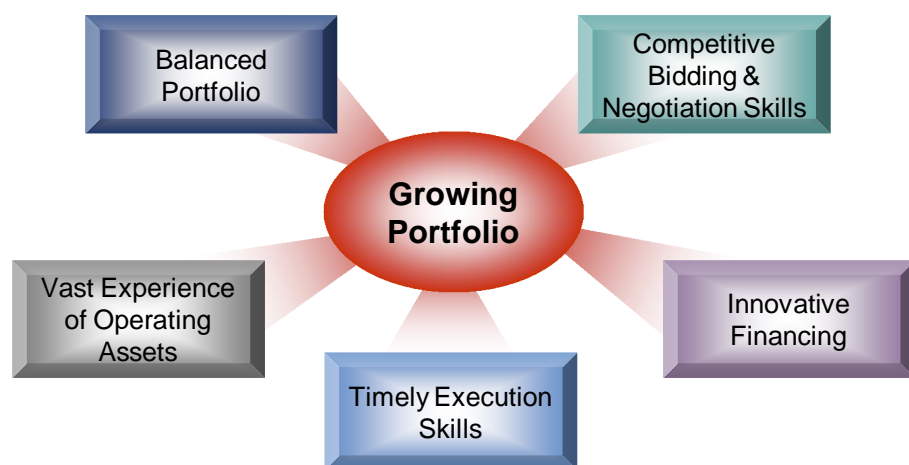 Balanced
Portfolio
Competitive
Bidding &
Negotiation Skills
Growing
Portfolio
Vast Experience
of Operating
Assets
Innovative
Financing
Timely Execution
Skills